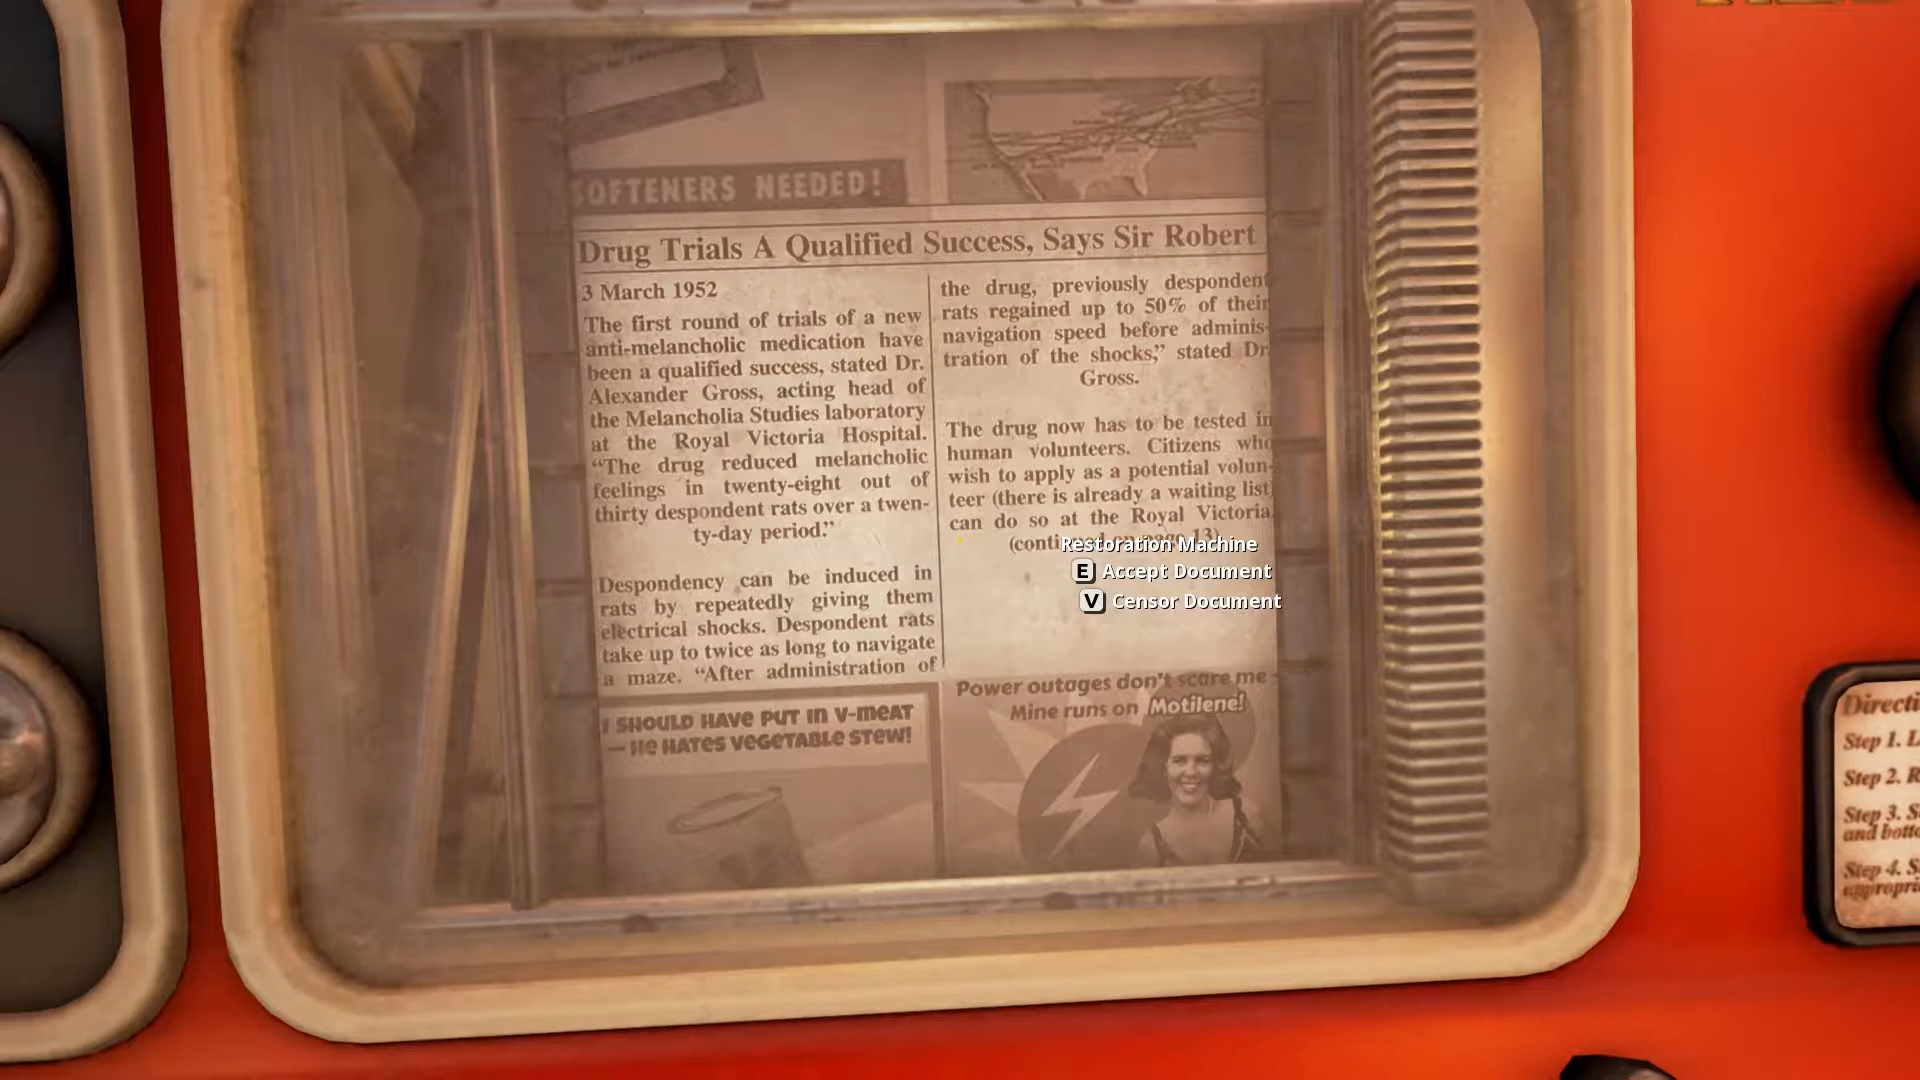 SOFTENERS NEEDED!
Drug Trials A Qualified Success, Says Sir Robert
3 March 1952
The first round of trials of a new
anti-melancholic medication have
been a qualified success, stated Dr.
Alexander Gross, acting head of
the Melancholia Studies laboratory
at the Royal Victoria Hospital.
“The drug reduced melancholic
feelings in twenty-eight out of
thirty despondent rats over a twen-
ty-day period.”
Despondency can be induced in
rats by repeatedly giving them
electrical shocks. Despondent rats
take up to twice as long to navigate
a maze. “After administration of
the drug, previously despondent
rats regained up to 50% of their
navigation speed before adminis-
tration of the shocks,” stated Dr.
Gross.
The drug now has to be tested in
human volunteers. Citizens who
wish to apply as a potential volun-
teer (there is already a waiting list)
can do so at the Royal Victoria.
(continued on page 13)
Restoration Machine
E Accept Document
V Censor Document
I SHOULD HAVE PUT IN V-MEAT
— HE HATES VEGETABLE STEW!
Power outages don't scare me -
Mine runs on Motilene!
Directi
Step 1. L
Step 2. R
Step 3. S
and botto
Step 4. S
appropri